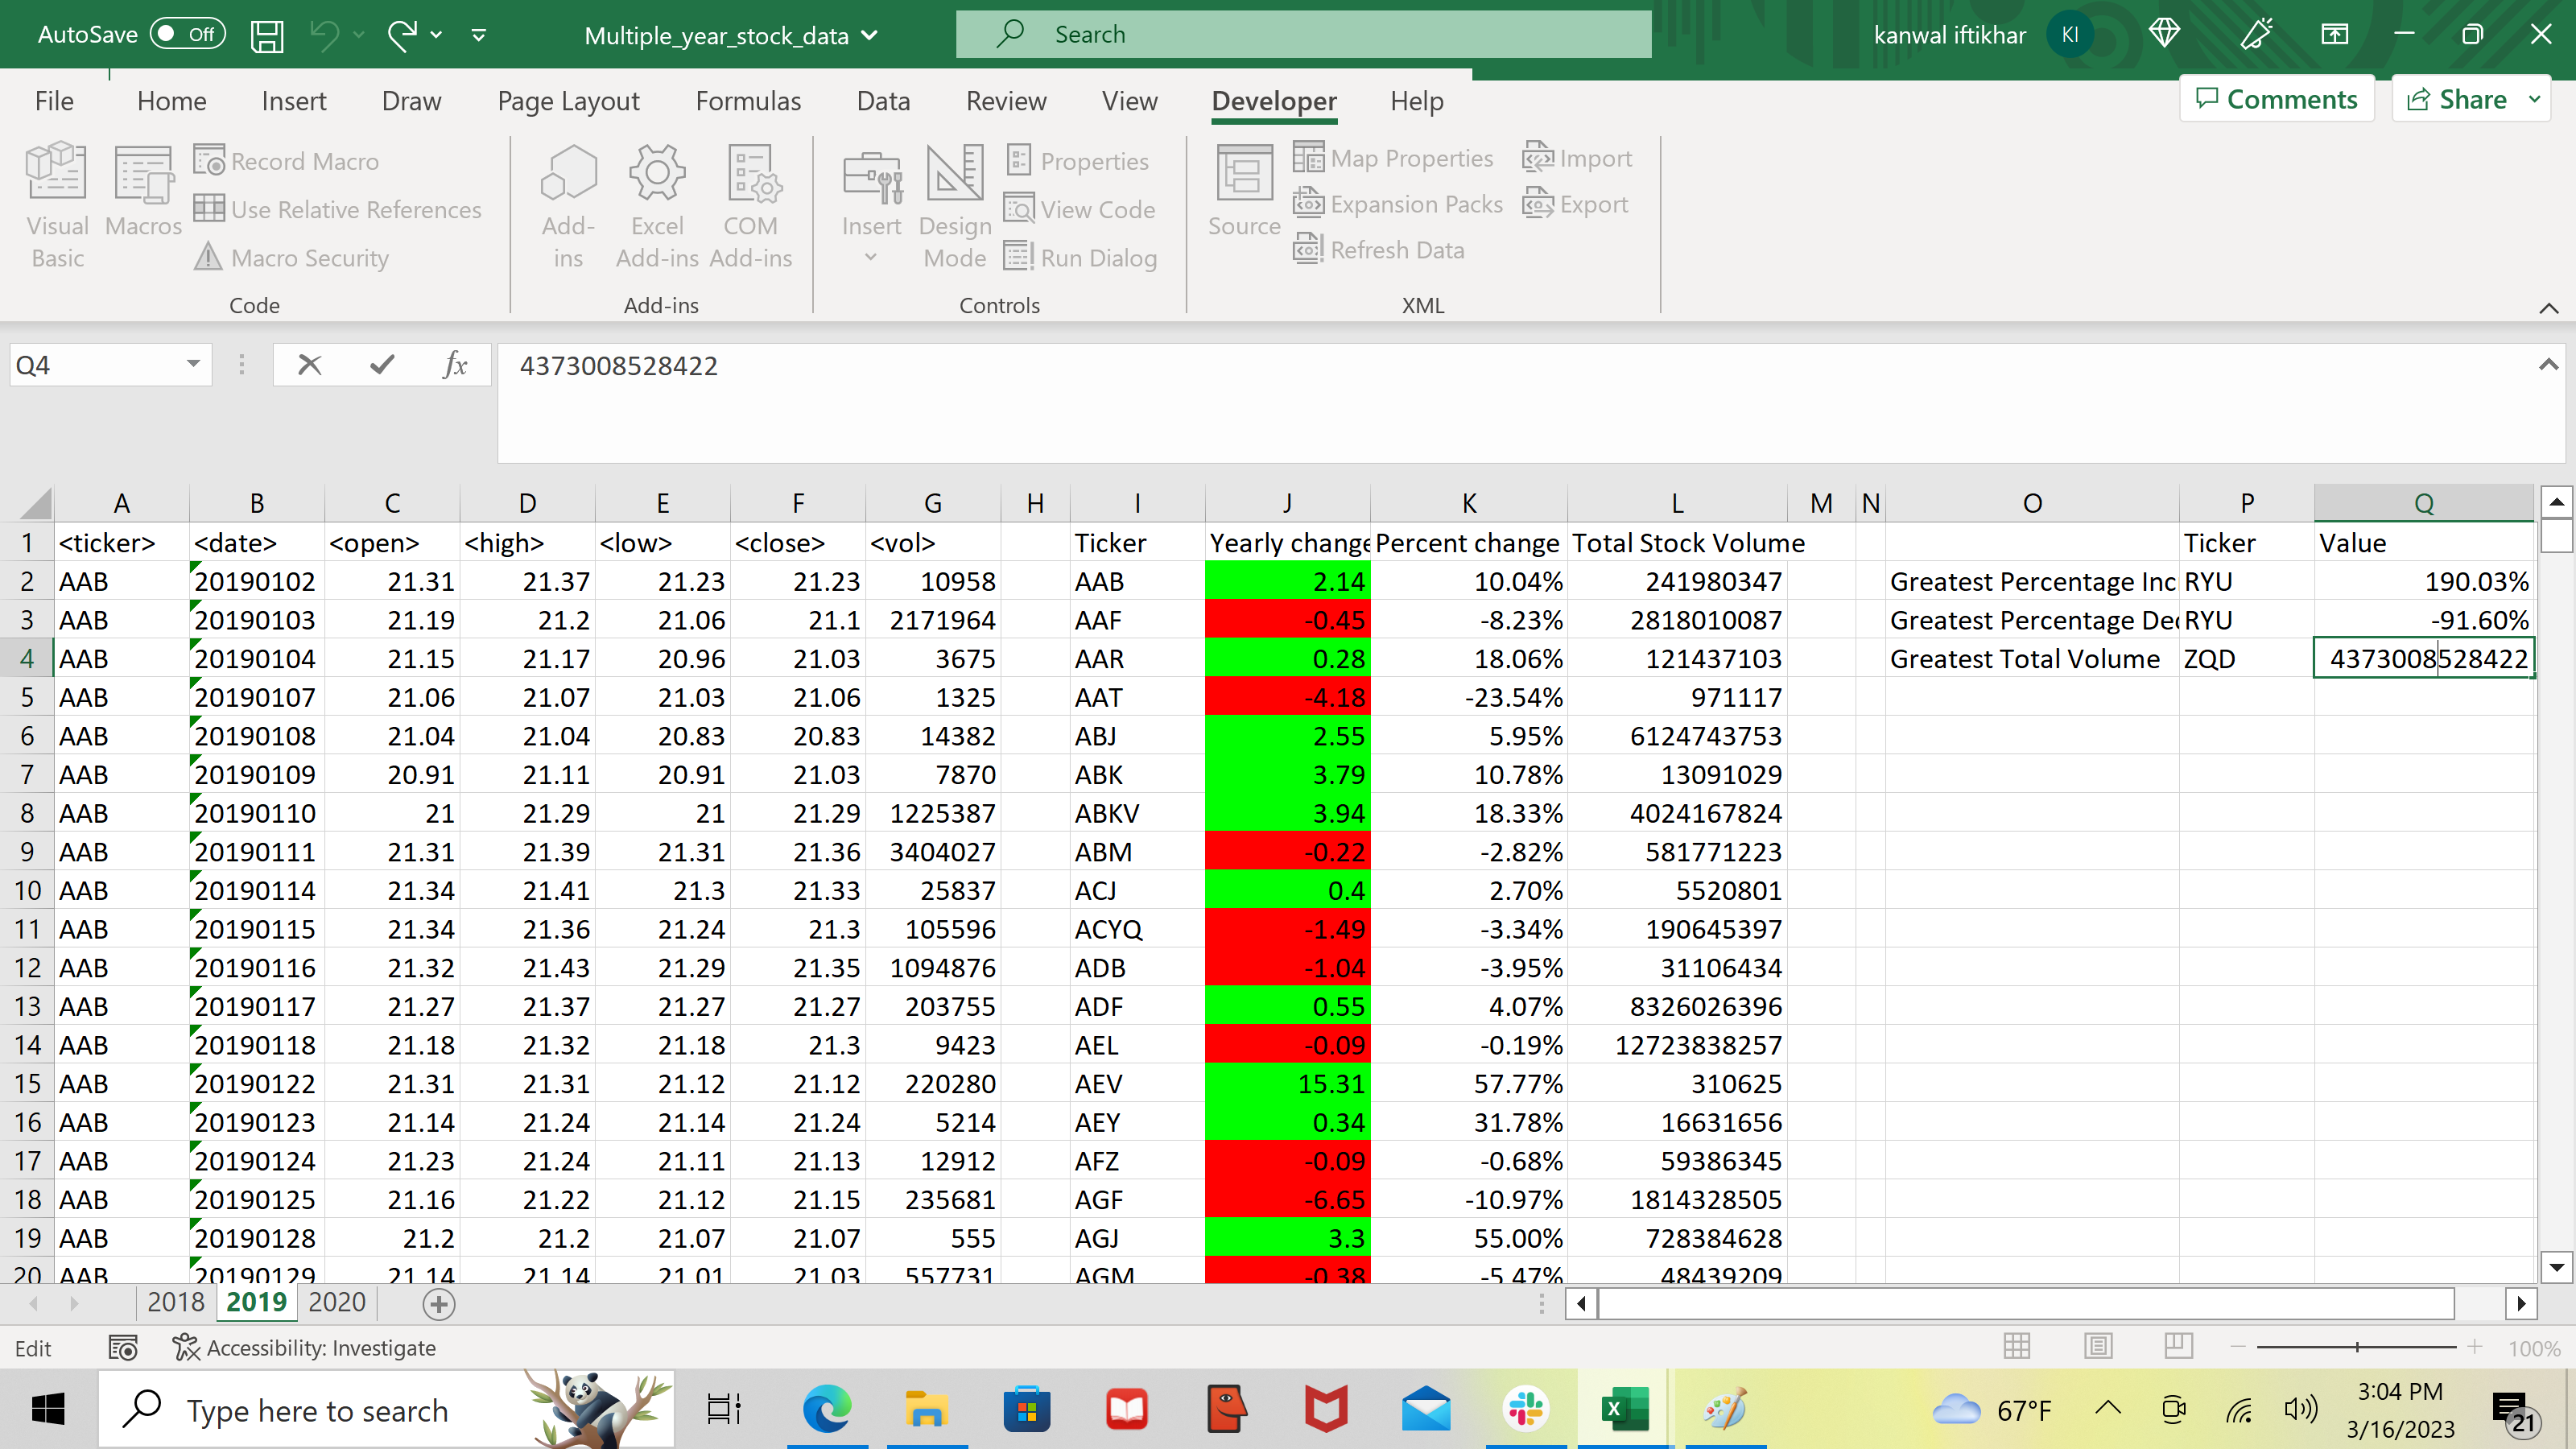 AutoSave Off Multiple_year_stock_data Search kanwal iftikhar KI
File Home Insert Draw Page Layout Formulas Data Review View Developer Help Comments Share
Visual Basic Macros Record Macro Use Relative References Macro Security
Add-ins Excel Add-ins COM Add-ins
Insert Design Mode Properties View Code Run Dialog
Source Map Properties Expansion Packs Refresh Data Import Export
Code Add-ins Controls XML
Q4 fx 4373008528422
A B C D E F G H I J K L M N O P Q
1 <ticker> <date> <open> <high> <low> <close> <vol> Ticker Yearly change Percent change Total Stock Volume Ticker Value
2 AAB 20190102 21.31 21.37 21.23 21.23 10958 AAB 2.14 10.04% 241980347 Greatest Percentage Inc RYU 190.03%
3 AAB 20190103 21.19 21.2 21.06 21.1 2171964 AAF -0.45 -8.23% 2818010087 Greatest Percentage Dec RYU -91.60%
4 AAB 20190104 21.15 21.17 20.96 21.03 3675 AAR 0.28 18.06% 121437103 Greatest Total Volume ZQD 4373008528422
5 AAB 20190107 21.06 21.07 21.03 21.06 1325 AAT -4.18 -23.54% 971117
6 AAB 20190108 21.04 21.04 20.83 20.83 14382 ABJ 2.55 5.95% 6124743753
7 AAB 20190109 20.91 21.11 20.91 21.03 7870 ABK 3.79 10.78% 13091029
8 AAB 20190110 21 21.29 21 21.29 1225387 ABKV 3.94 18.33% 4024167824
9 AAB 20190111 21.31 21.39 21.31 21.36 3404027 ABM -0.22 -2.82% 581771223
10 AAB 20190114 21.34 21.41 21.3 21.33 25837 ACJ 0.4 2.70% 5520801
11 AAB 20190115 21.34 21.36 21.24 21.3 105596 ACYQ -1.49 -3.34% 190645397
12 AAB 20190116 21.32 21.43 21.29 21.35 1094876 ADB -1.04 -3.95% 31106434
13 AAB 20190117 21.27 21.37 21.27 21.27 203755 ADF 0.55 4.07% 8326026396
14 AAB 20190118 21.18 21.32 21.18 21.3 9423 AEL -0.09 -0.19% 12723838257
15 AAB 20190122 21.31 21.31 21.12 21.12 220280 AEV 15.31 57.77% 310625
16 AAB 20190123 21.14 21.24 21.14 21.24 5214 AEY 0.34 31.78% 16631656
17 AAB 20190124 21.23 21.24 21.11 21.13 12912 AFZ -0.09 -0.68% 59386345
18 AAB 20190125 21.16 21.22 21.12 21.15 235681 AGF -6.65 -10.97% 1814328505
19 AAB 20190128 21.2 21.2 21.07 21.07 555 AGJ 3.3 55.00% 728384628
20 AAB 20190129 21.14 21.14 21.01 21.03 557731 AGM -0.38 -5.47% 48439209
2018 2019 2020
Edit Accessibility: Investigate 100%
Type here to search 67°F 3:04 PM
3/16/2023 21